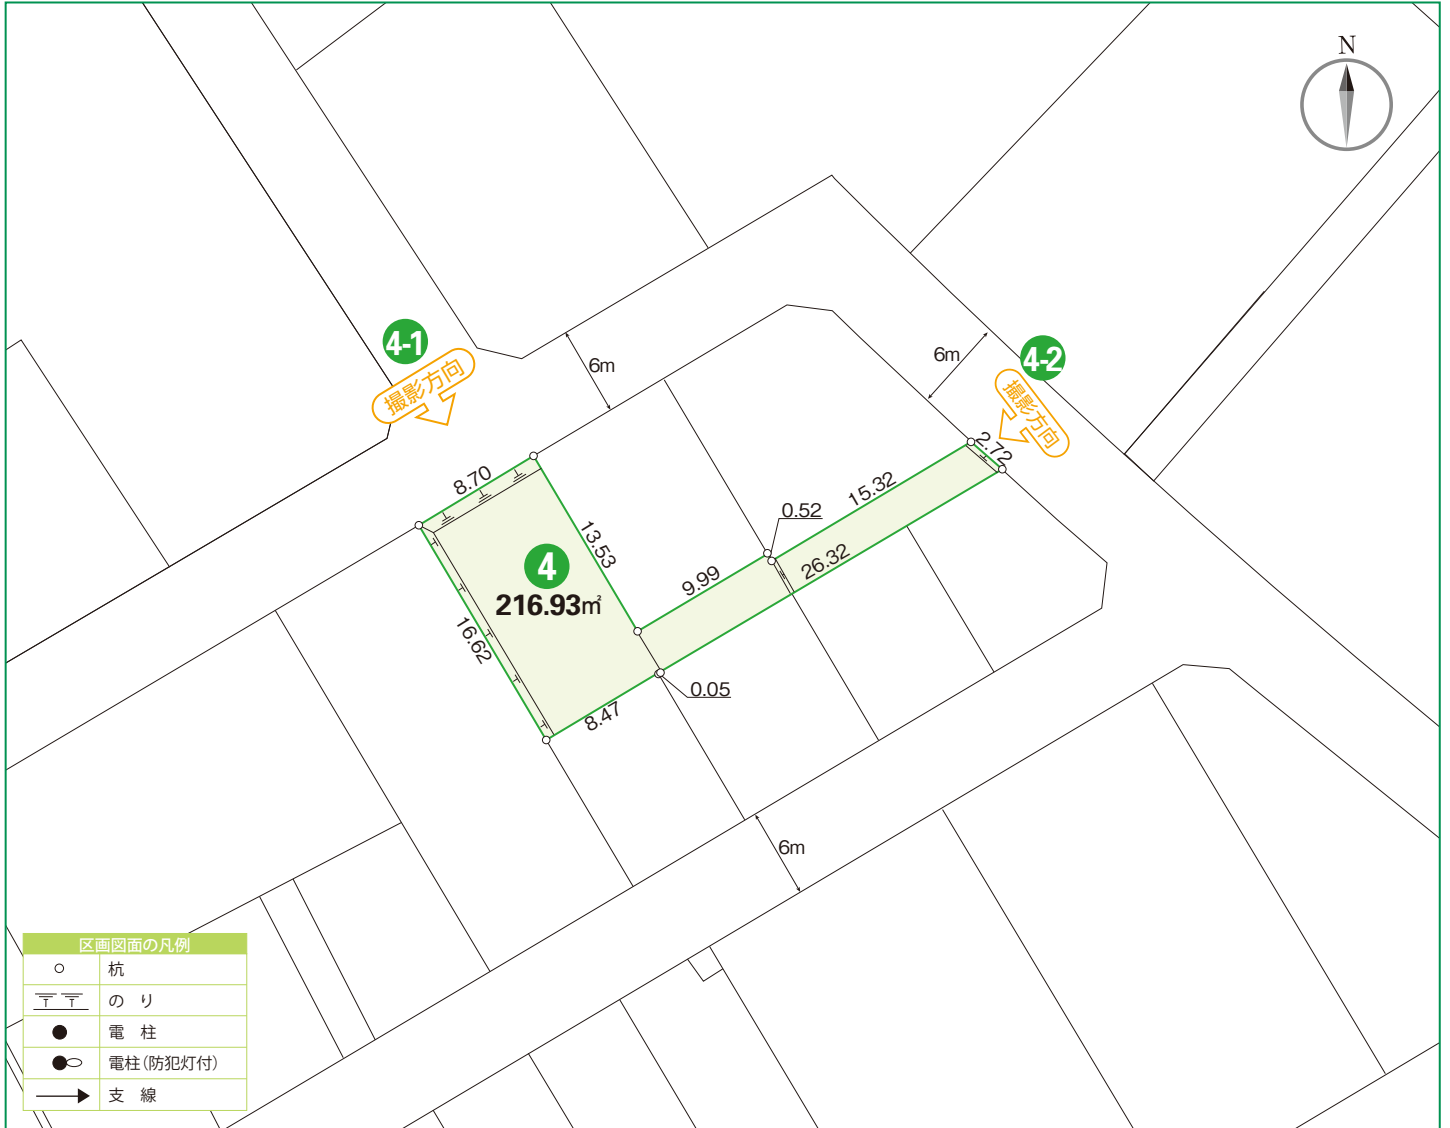 N
4-1
撮影方向
6m
6m
4-2
撮影方向
2.72
8.70
15.32
0.52
13.53
26.32
4
216.93㎡
9.99
16.62
0.05
8.47
6m
区画図面の凡例
杭
のり
電柱
電柱(防犯灯付)
支線